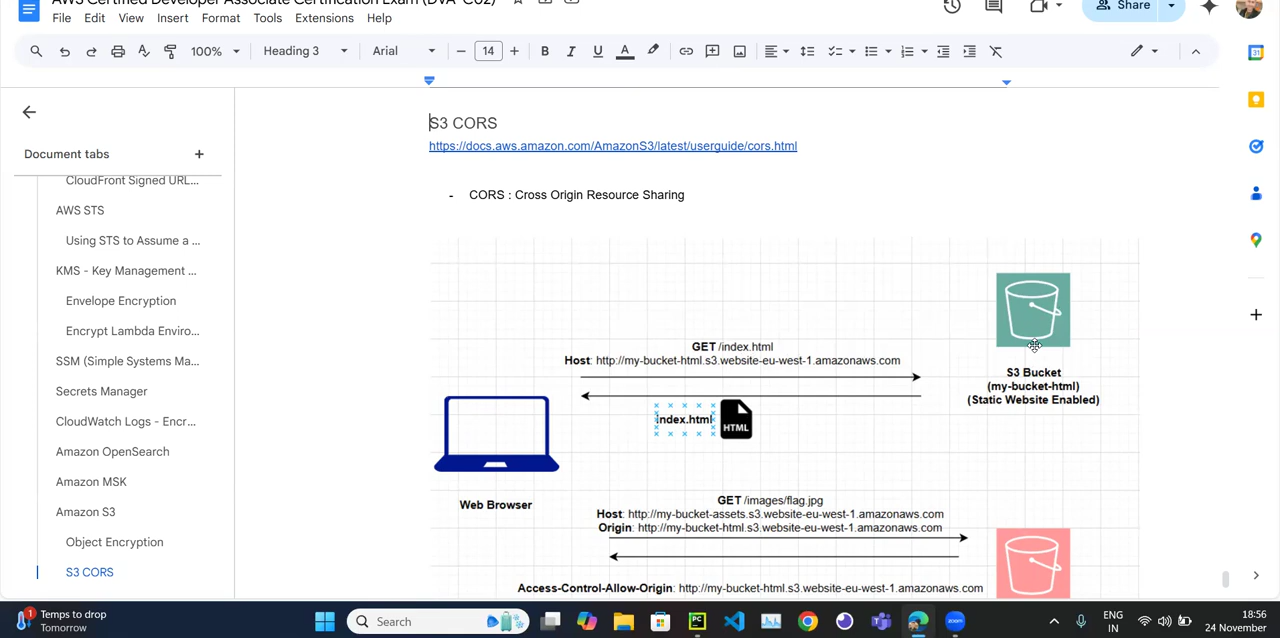 AWS Certified Developer Associate Certification Exam (DVA-C02)
File Edit View Insert Format Tools Extensions Help
Share
100% Heading 3 Arial 14 B I U A
Document tabs
CloudFront Signed URL...
AWS STS
Using STS to Assume a ...
KMS - Key Management ...
Envelope Encryption
Encrypt Lambda Enviro...
SSM (Simple Systems Ma...
Secrets Manager
CloudWatch Logs - Encr...
Amazon OpenSearch
Amazon MSK
Amazon S3
Object Encryption
S3 CORS
S3 CORS
https://docs.aws.amazon.com/AmazonS3/latest/userguide/cors.html
- CORS : Cross Origin Resource Sharing
GET /index.html
Host: http://my-bucket-html.s3.website-eu-west-1.amazonaws.com
S3 Bucket
(my-bucket-html)
(Static Website Enabled)
index.html
HTML
Web Browser
GET /images/flag.jpg
Host: http://my-bucket-assets.s3.website-eu-west-1.amazonaws.com
Origin: http://my-bucket-html.s3.website-eu-west-1.amazonaws.com
Access-Control-Allow-Origin: http://my-bucket-html.s3.website-eu-west-1.amazonaws.com
31
1
Temps to drop
Tomorrow
Search
PC
zoom
ENG
IN
18:56
24 November